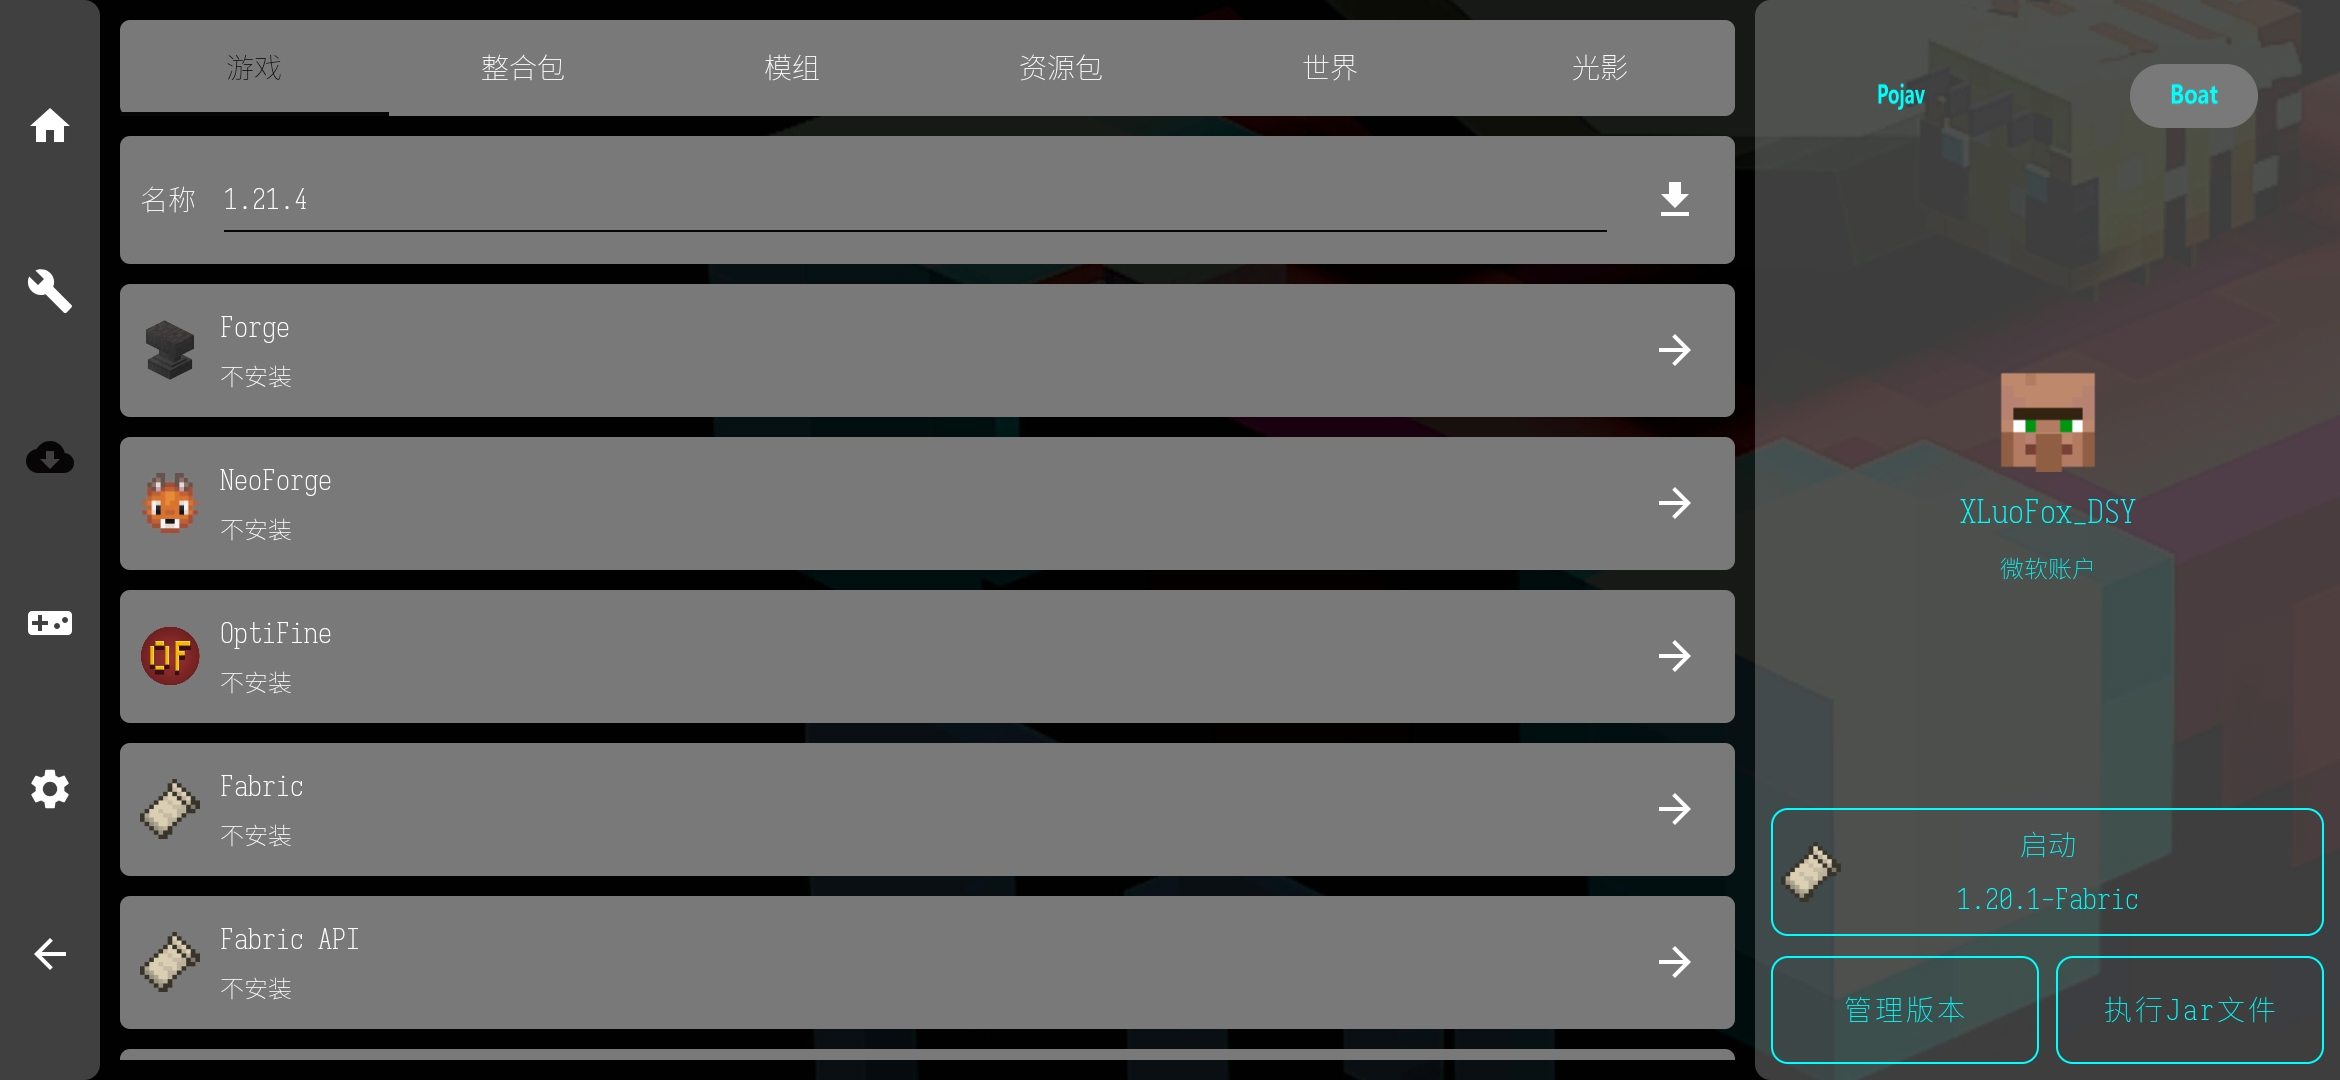 游戏 整合包 模组 资源包 世界 光影
名称 1.21.4
Forge
不安装
NeoForge
不安装
OptiFine
不安装
Fabric
不安装
Fabric API
不安装
Pojav Boat
XLuoFox_DSY
微软账户
启动
1.20.1-Fabric
管理版本 执行Jar文件